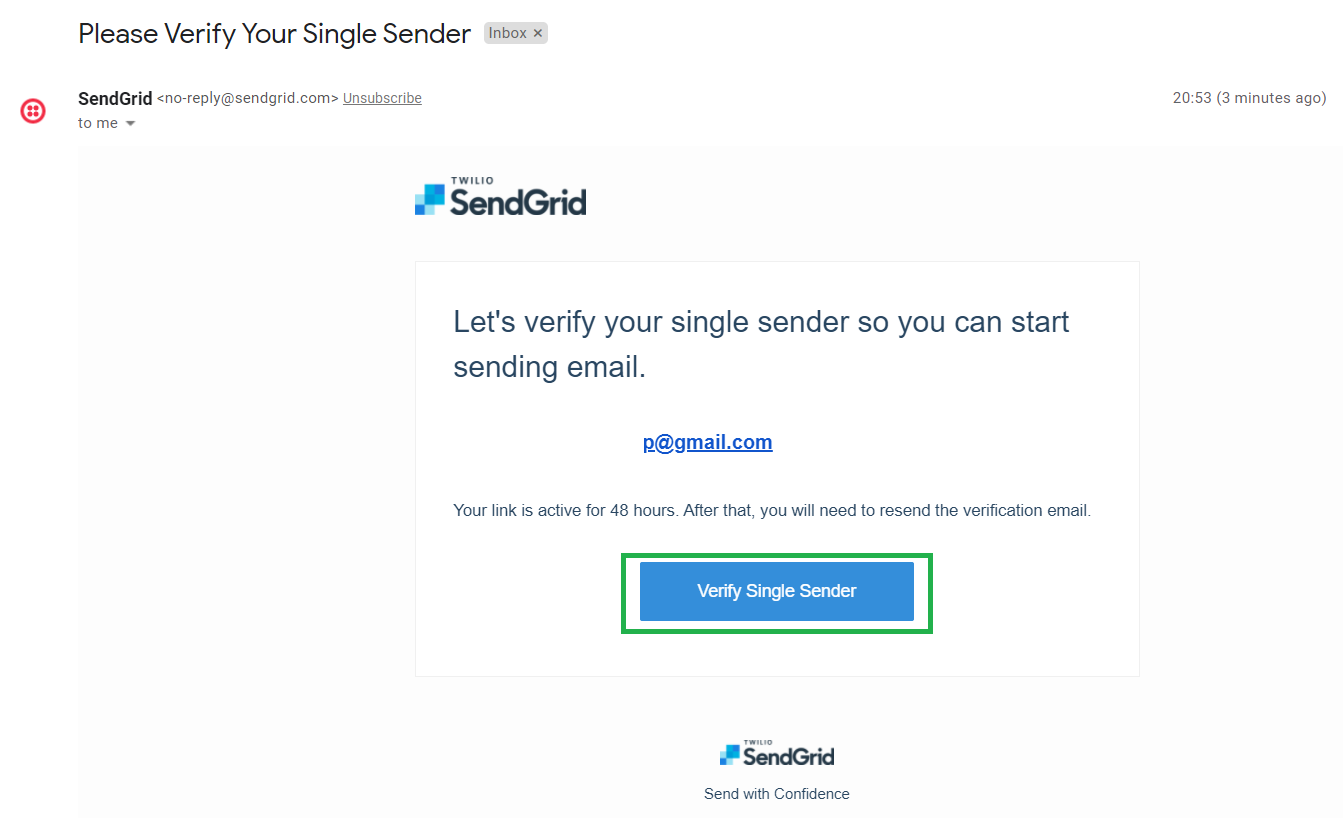 Please Verify Your Single Sender Inbox ×
SendGrid <no-reply@sendgrid.com> Unsubscribe 20:53 (3 minutes ago)
to me
TWILIO
SendGrid
Let's verify your single sender so you can start
sending email.
p@gmail.com
Your link is active for 48 hours. After that, you will need to resend the verification email.
Verify Single Sender
TWILIO
SendGrid
Send with Confidence